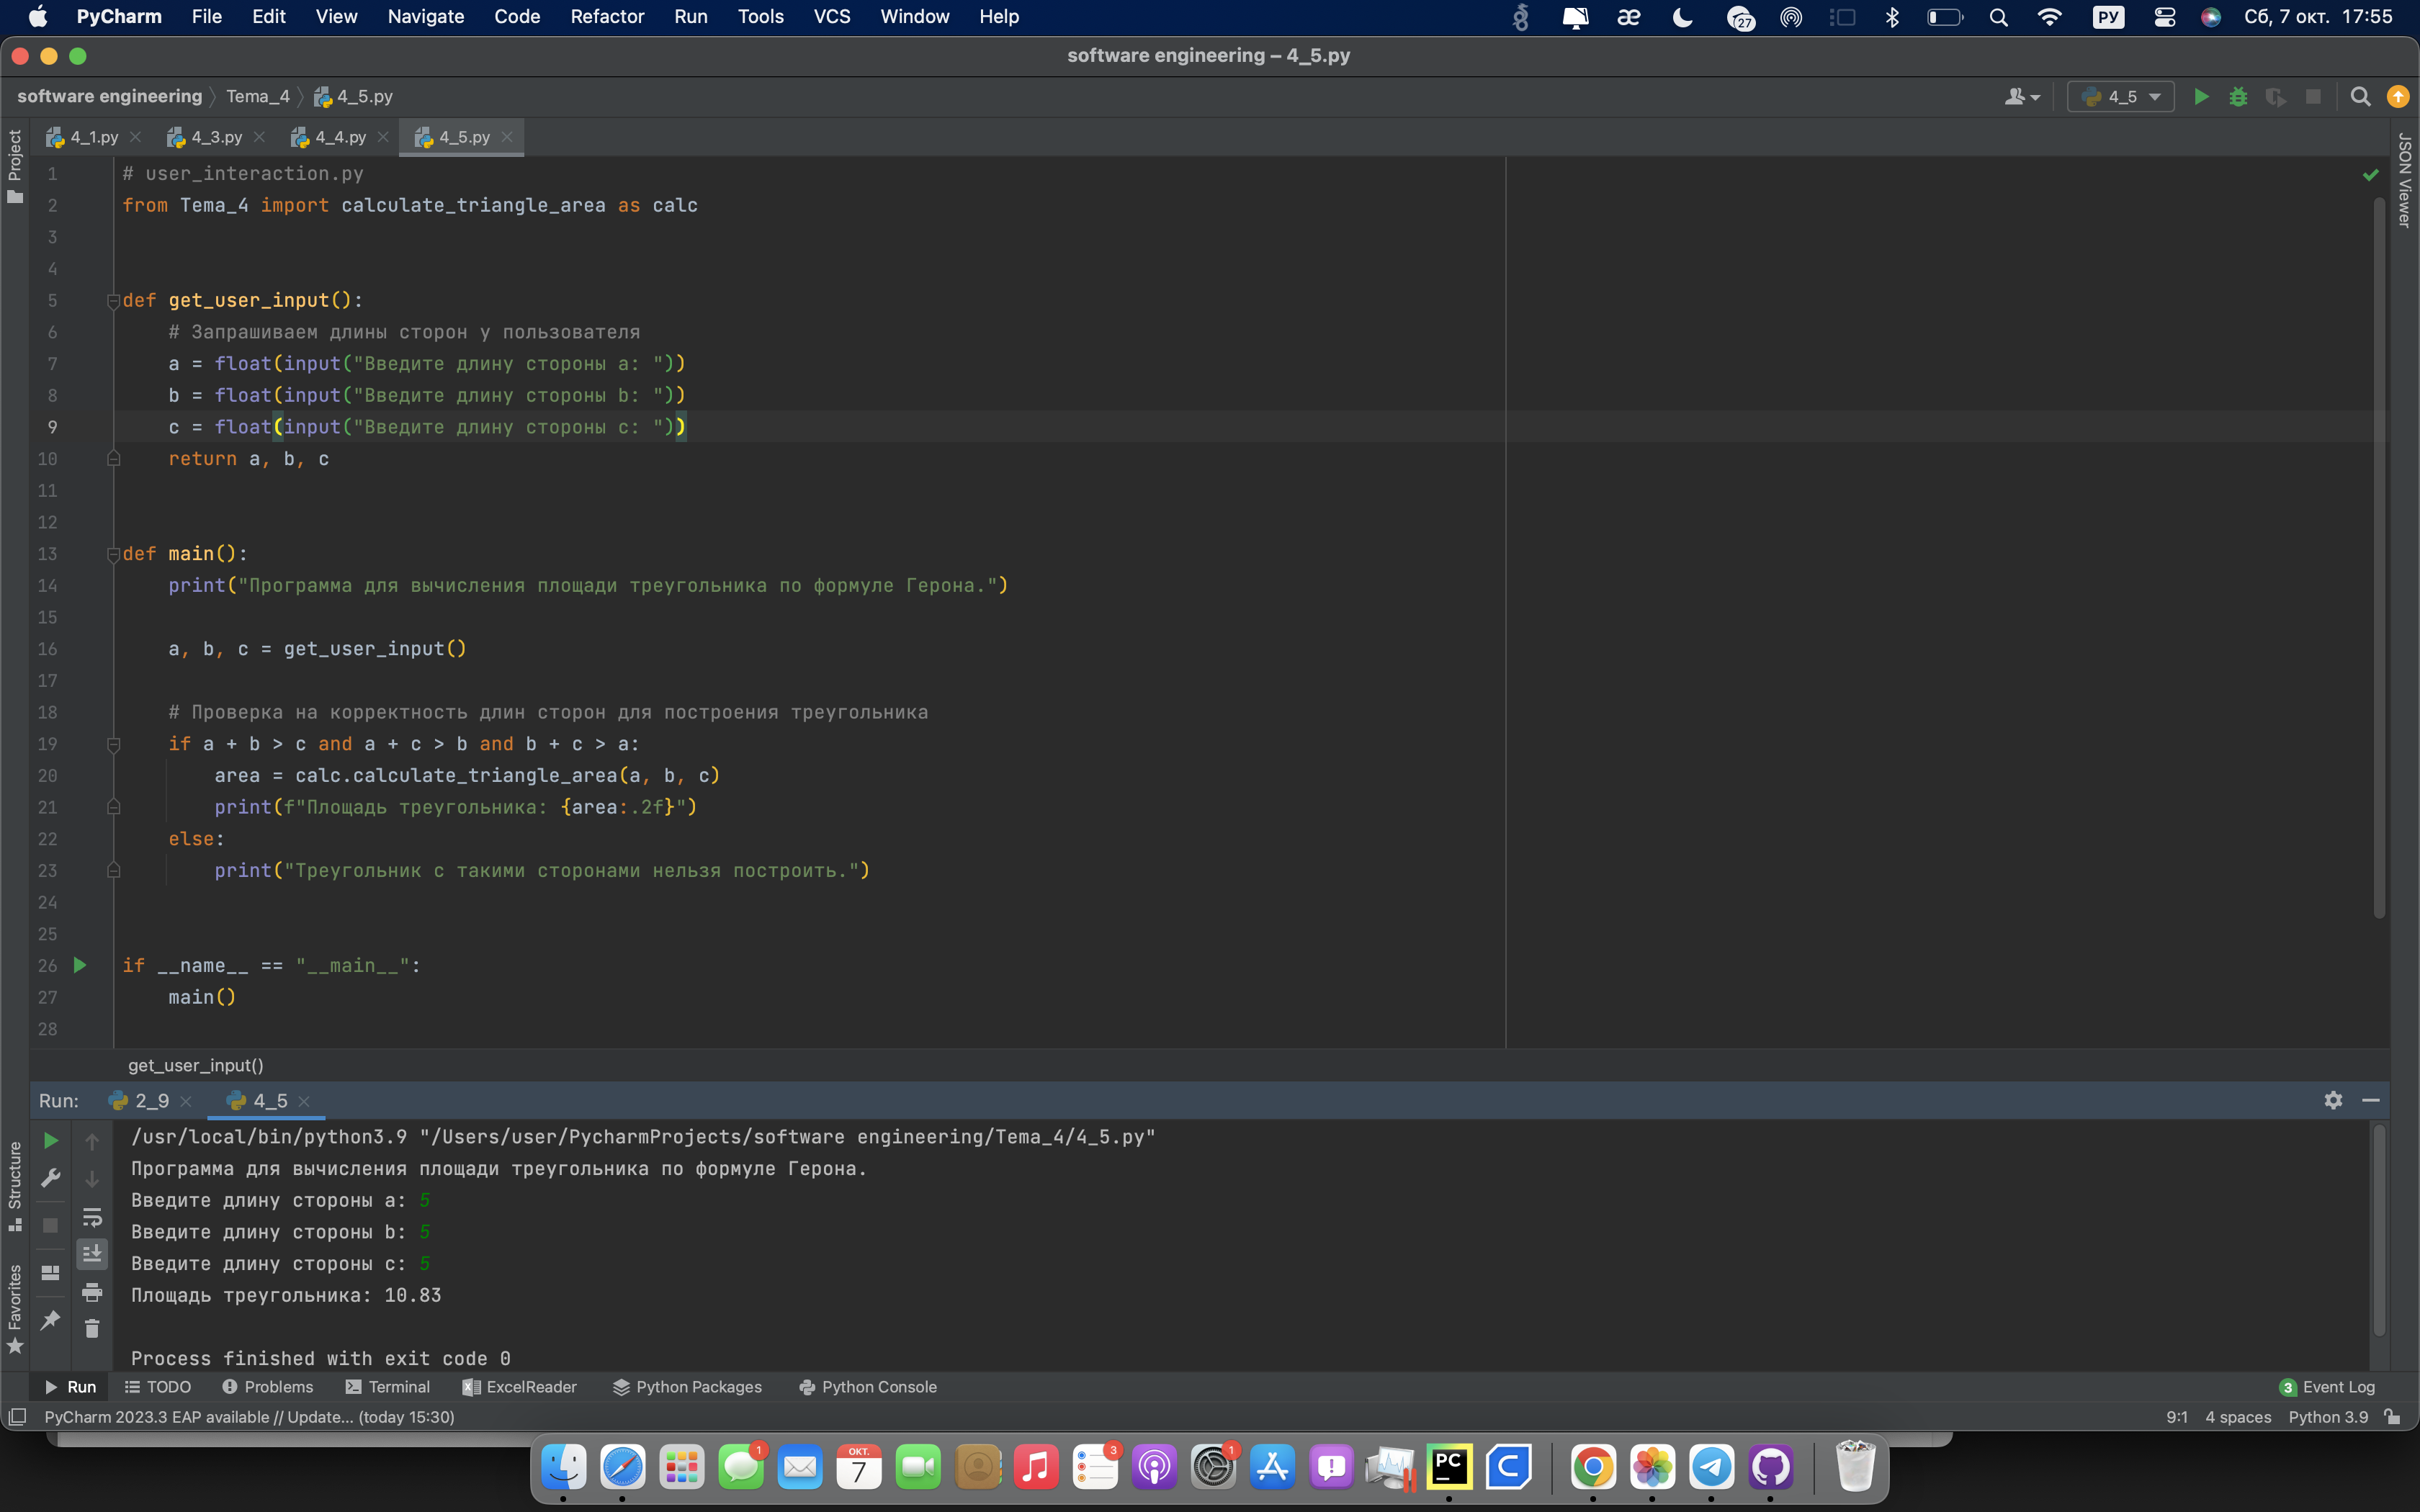 PyCharm File Edit View Navigate Code Refactor Run Tools VCS Window Help 27 РУ Сб, 7 окт. 17:55
software engineering – 4_5.py
software engineering Tema_4 4_5.py 4_5
4_1.py 4_3.py 4_4.py 4_5.py
Project
JSON Viewer
1 # user_interaction.py
2 from Tema_4 import calculate_triangle_area as calc
3
4
5 def get_user_input():
6 # Запрашиваем длины сторон у пользователя
7 a = float(input("Введите длину стороны a: "))
8 b = float(input("Введите длину стороны b: "))
9 c = float(input("Введите длину стороны c: "))
10 return a, b, c
11
12
13 def main():
14 print("Программа для вычисления площади треугольника по формуле Герона.")
15
16 a, b, c = get_user_input()
17
18 # Проверка на корректность длин сторон для построения треугольника
19 if a + b > c and a + c > b and b + c > a:
20 area = calc.calculate_triangle_area(a, b, c)
21 print(f"Площадь треугольника: {area:.2f}")
22 else:
23 print("Треугольник с такими сторонами нельзя построить.")
24
25
26 if __name__ == "__main__":
27 main()
28
get_user_input()
Run: 2_9 4_5
Structure
Favorites
/usr/local/bin/python3.9 "/Users/user/PycharmProjects/software engineering/Tema_4/4_5.py"
Программа для вычисления площади треугольника по формуле Герона.
Введите длину стороны a: 5
Введите длину стороны b: 5
Введите длину стороны c: 5
Площадь треугольника: 10.83
Process finished with exit code 0
Run TODO Problems Terminal ExcelReader Python Packages Python Console 3 Event Log
PyCharm 2023.3 EAP available // Update... (today 15:30) 9:1 4 spaces Python 3.9
1 ОКТ. 7 3 1 PC C